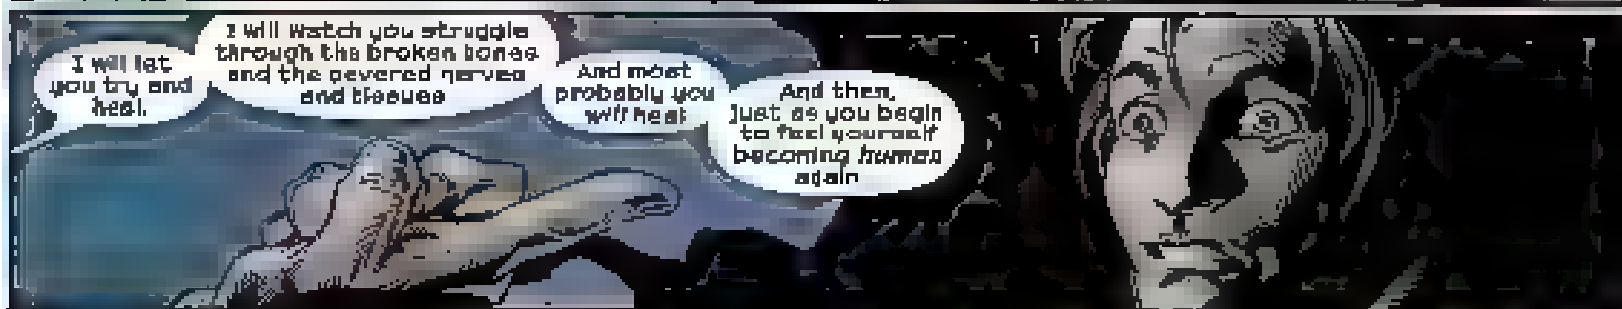 I will let
you try and
heal.
I will watch you struggle
through the broken bones
and the severed nerves
and tissues
And most
probably you
will heal
And then,
just as you begin
to feel yourself
becoming human
again